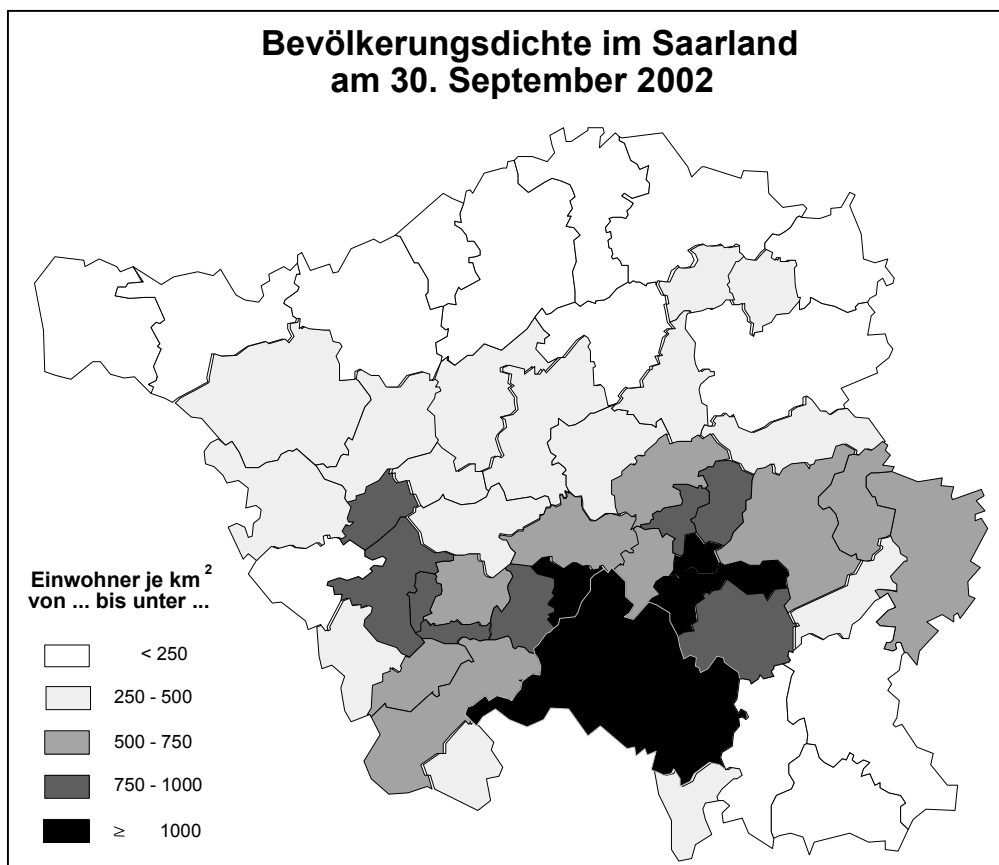 Bevölkerungsdichte im Saarland
am 30. September 2002
Einwohner je km²
von ... bis unter ...
< 250
250 - 500
500 - 750
750 - 1000
≥ 1000